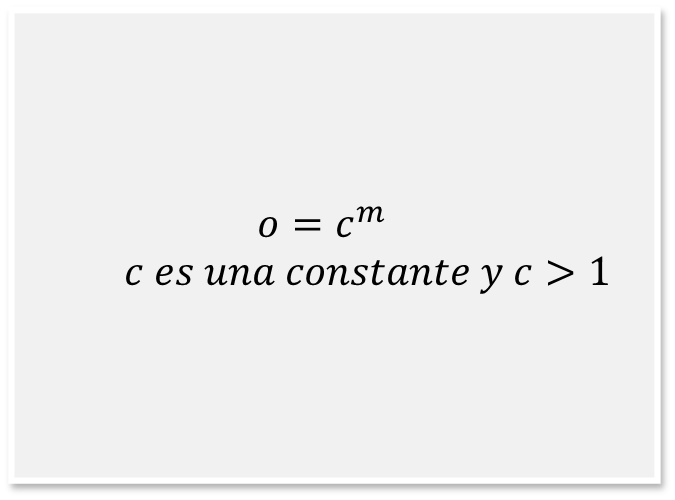 o = c^m
c es una constante y c > 1